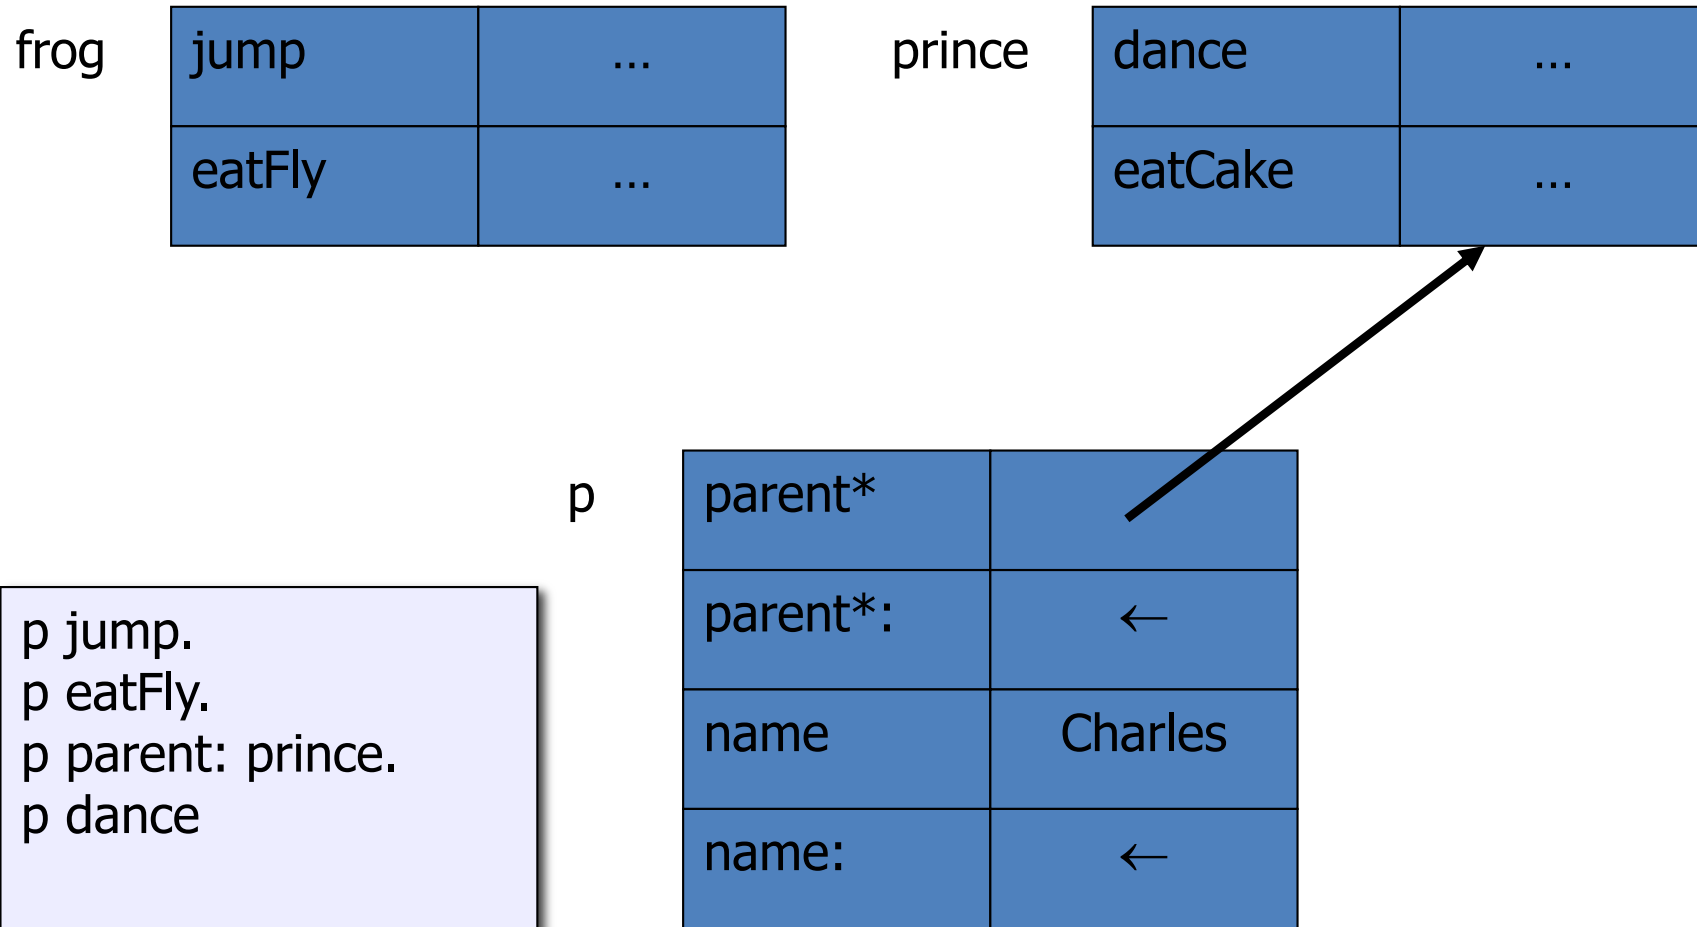 frog
jump …
eatFly …
prince
dance …
eatCake …
p
parent*
parent*: ←
name Charles
name: ←
p jump.
p eatFly.
p parent: prince.
p dance